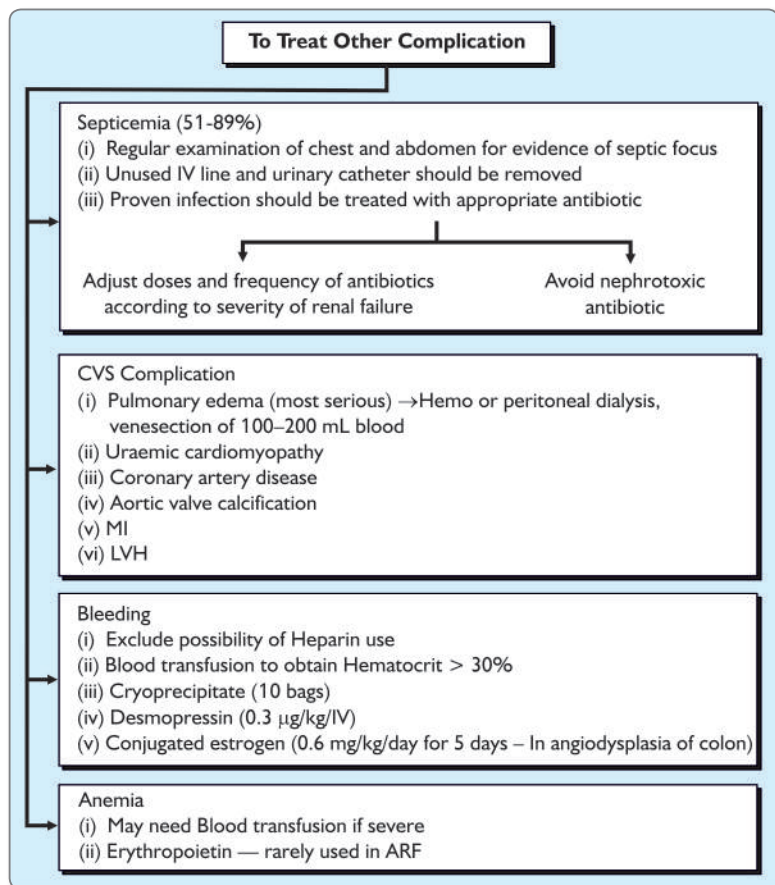 To Treat Other Complication
Septicemia (51-89%)
(i) Regular examination of chest and abdomen for evidence of septic focus
(ii) Unused IV line and urinary catheter should be removed
(iii) Proven infection should be treated with appropriate antibiotic
Adjust doses and frequency of antibiotics
according to severity of renal failure
Avoid nephrotoxic
antibiotic
CVS Complication
(i) Pulmonary edema (most serious) →Hemo or peritoneal dialysis,
venesection of 100–200 mL blood
(ii) Uraemic cardiomyopathy
(iii) Coronary artery disease
(iv) Aortic valve calcification
(v) MI
(vi) LVH
Bleeding
(i) Exclude possibility of Heparin use
(ii) Blood transfusion to obtain Hematocrit > 30%
(iii) Cryoprecipitate (10 bags)
(iv) Desmopressin (0.3 μg/kg/IV)
(v) Conjugated estrogen (0.6 mg/kg/day for 5 days – In angiodysplasia of colon)
Anemia
(i) May need Blood transfusion if severe
(ii) Erythropoietin — rarely used in ARF